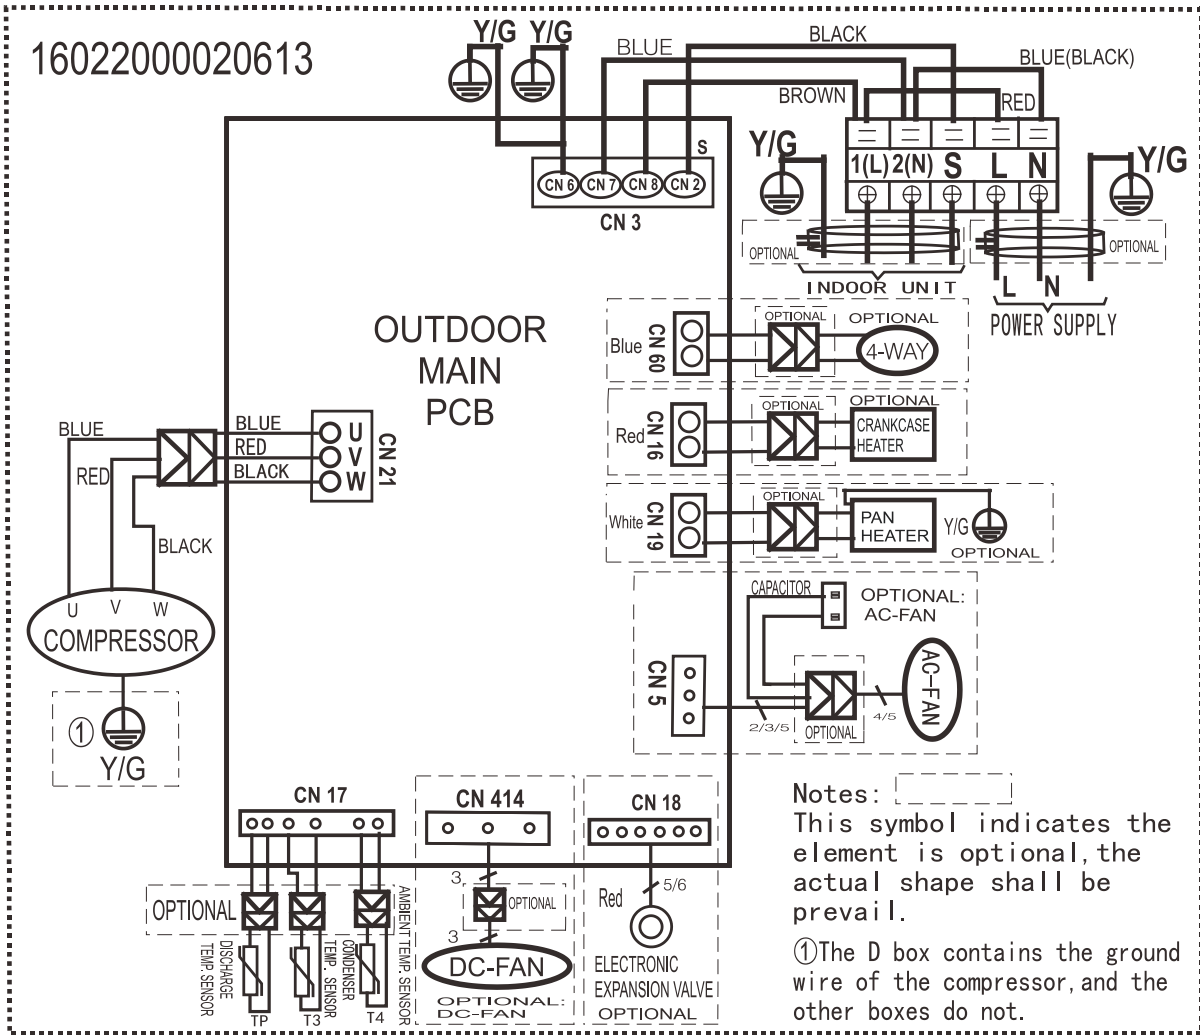 16022000020613
Y/G Y/G
BLUE
BLACK
BLUE(BLACK)
BROWN
RED
S
CN 6 CN 7 CN 8 CN 2
CN 3
Y/G
1(L) 2(N) S L N
Y/G
OPTIONAL
OPTIONAL
INDOOR UNIT
L N
POWER SUPPLY
OUTDOOR
MAIN
PCB
Blue
CN 60
OPTIONAL
OPTIONAL
4-WAY
Red
CN 16
OPTIONAL
OPTIONAL
CRANKCASE
HEATER
White
CN 19
OPTIONAL
PAN
HEATER
Y/G
OPTIONAL
BLUE
RED
BLACK
BLUE
RED
BLACK
U
V
W
CN 21
U V W
COMPRESSOR
①
Y/G
CAPACITOR
OPTIONAL:
AC-FAN
CN 5
2/3/5
OPTIONAL
4/5
AC-FAN
CN 17
OPTIONAL
DISCHARGE
TEMP. SENSOR
TP
CONDENSER
TEMP. SENSOR
T3
AMBIENT TEMP. SENSOR
T4
CN 414
3
OPTIONAL
3
DC-FAN
OPTIONAL:
DC-FAN
CN 18
Red
5/6
ELECTRONIC
EXPANSION VALVE
OPTIONAL
Notes:
This symbol indicates the
element is optional,the
actual shape shall be
prevail.
①The D box contains the ground
wire of the compressor,and the
other boxes do not.